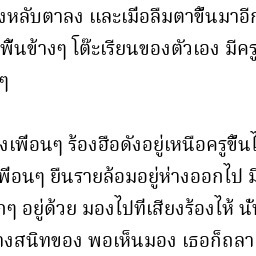 งหลับตาลง และเมื่อลืมตาขึ้นมาอีก
พื้นข้างๆ โต๊ะเรียนของตัวเอง มีครู
ๆ
งเพื่อนๆ ร้องฮือดังอยู่เหนือครูขึ้นไ
พื่อนๆ ยืนรายล้อมอยู่ห่างออกไป มี
กๆ อยู่ด้วย มองไปที่เสียงร้องไห้ นั่น
างสนิทของ พอเห็นมอง เธอก็ถลา